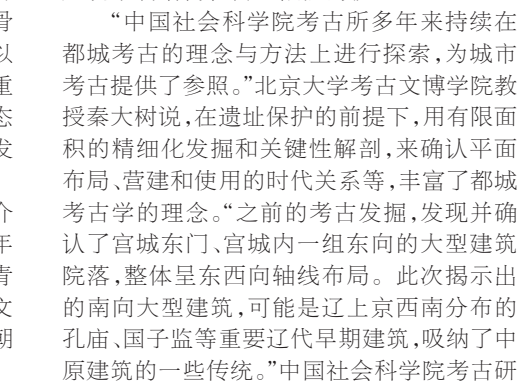 骨
以
重
态
发
介
年
青
文
朝
“中国社会科学院考古所多年来持续在
都城考古的理念与方法上进行探索,为城市
考古提供了参照。”北京大学考古文博学院教
授秦大树说,在遗址保护的前提下,用有限面
积的精细化发掘和关键性解剖,来确认平面
布局、营建和使用的时代关系等,丰富了都城
考古学的理念。“之前的考古发掘,发现并确
认了宫城东门、宫城内一组东向的大型建筑
院落,整体呈东西向轴线布局。此次揭示出
的南向大型建筑,可能是辽上京西南分布的
孔庙、国子监等重要辽代早期建筑,吸纳了中
原建筑的一些传统。”中国社会科学院考古研